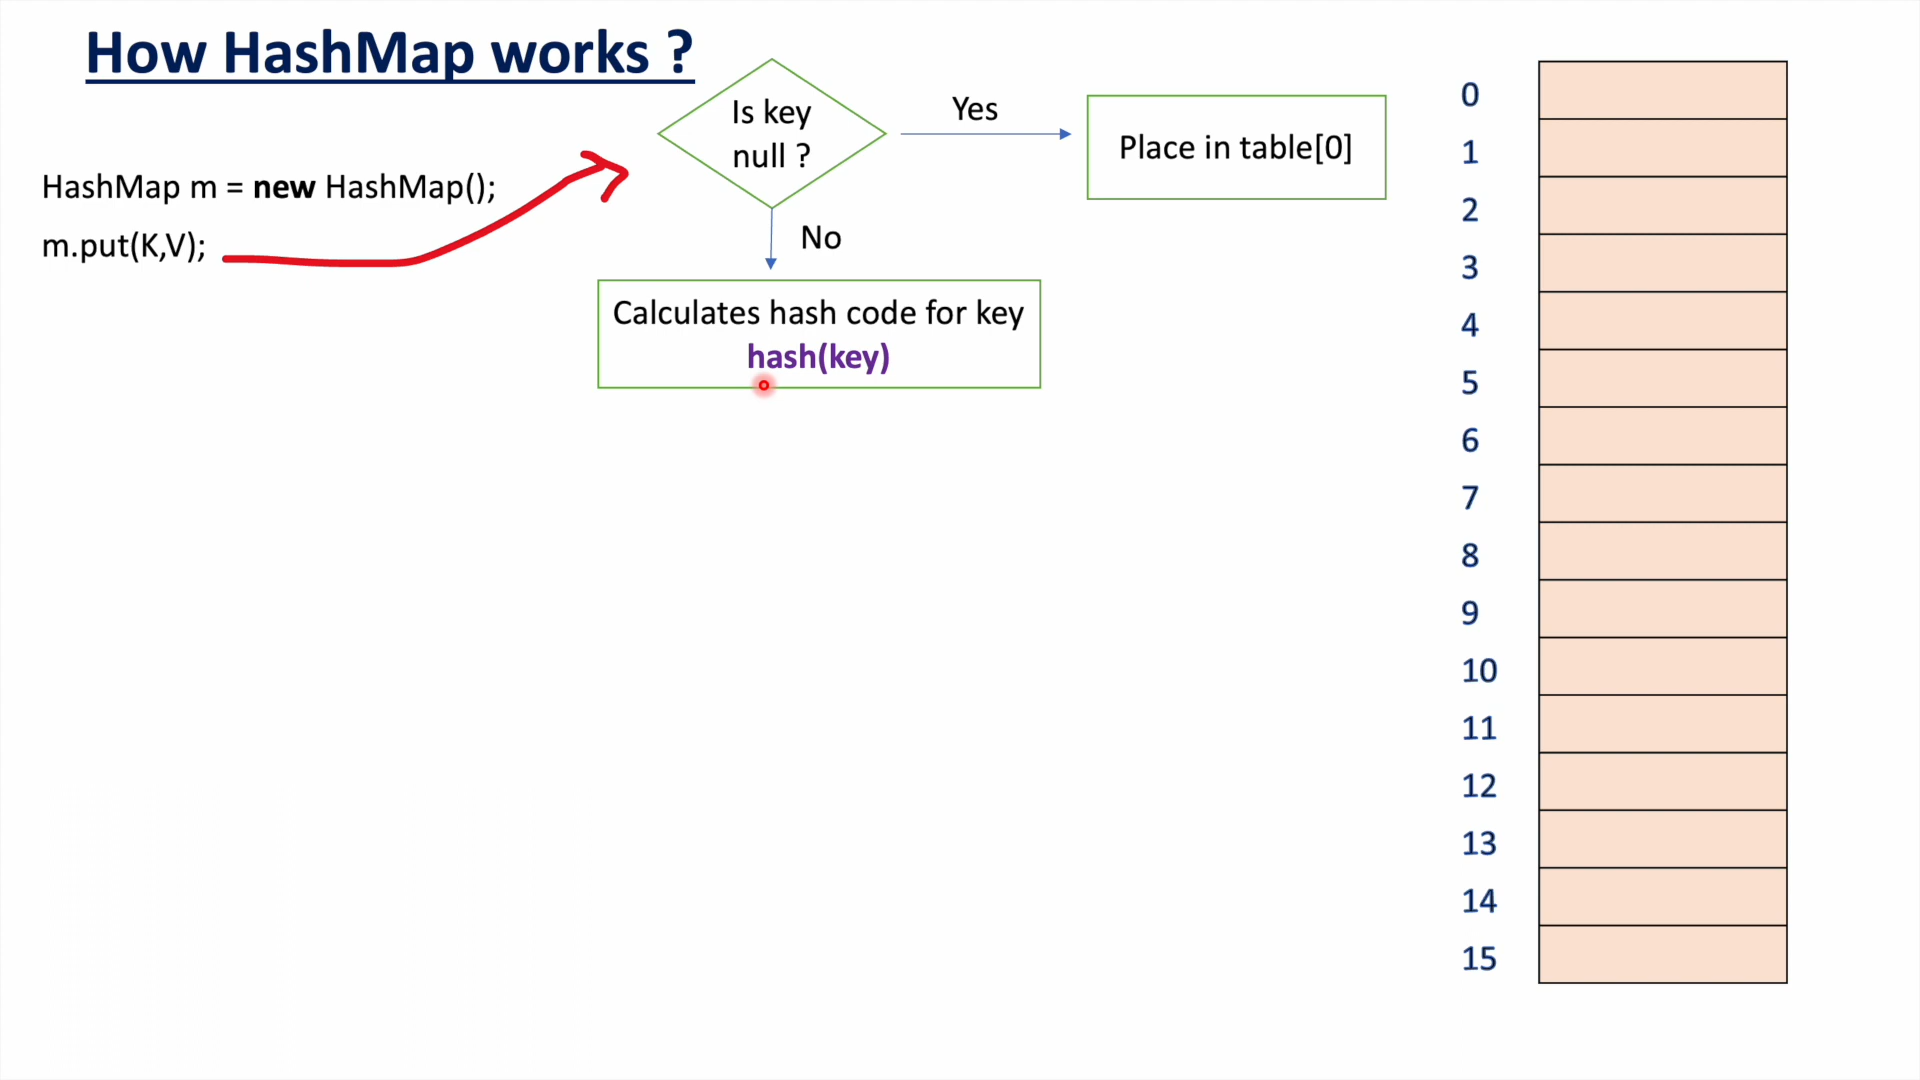 How HashMap works ?
HashMap m = new HashMap();
m.put(K,V);
Is key
null ?
Yes
Place in table[0]
No
Calculates hash code for key
hash(key)
0
1
2
3
4
5
6
7
8
9
10
11
12
13
14
15